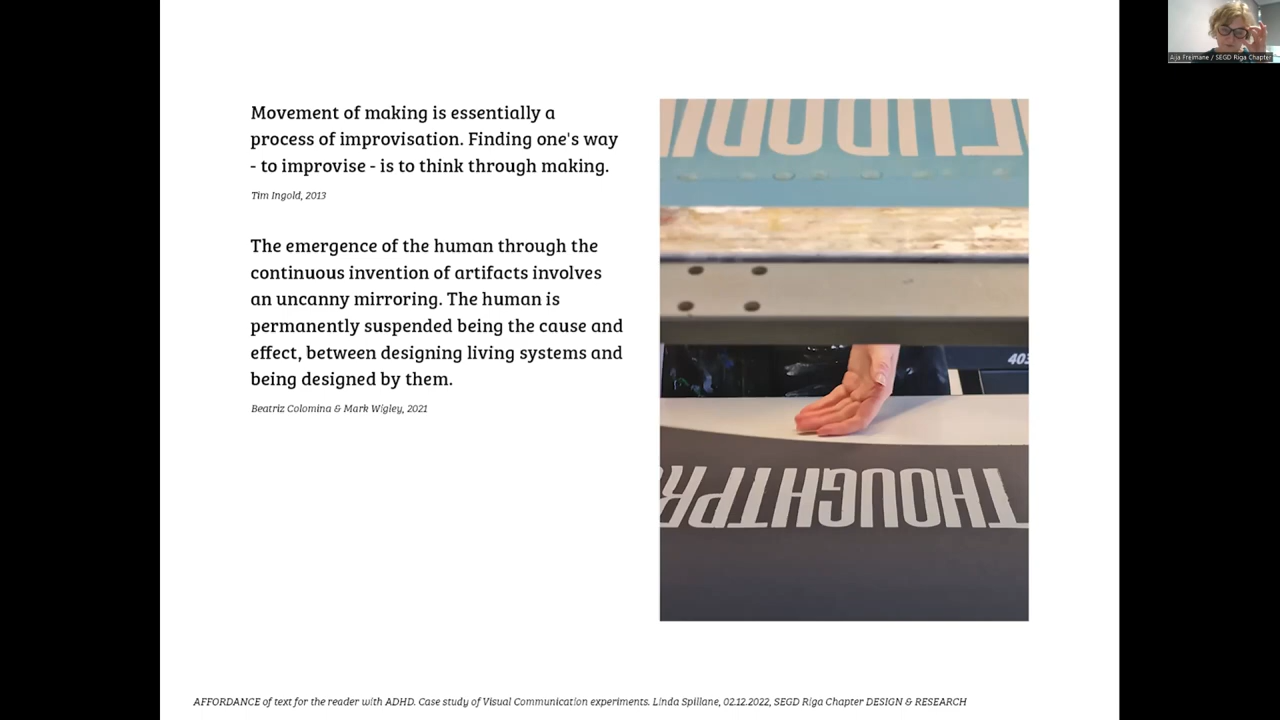 Aija Freimane / SEGD Riga Chapter
Movement of making is essentially a
process of improvisation. Finding one's way
- to improvise - is to think through making.
Tim Ingold, 2013
The emergence of the human through the
continuous invention of artifacts involves
an uncanny mirroring. The human is
permanently suspended being the cause and
effect, between designing living systems and
being designed by them.
Beatriz Colomina & Mark Wigley, 2021
403
THOUGHTPR
AFFORDANCE of text for the reader with ADHD. Case study of Visual Communication experiments. Linda Spillane, 02.12.2022, SEGD Riga Chapter DESIGN & RESEARCH